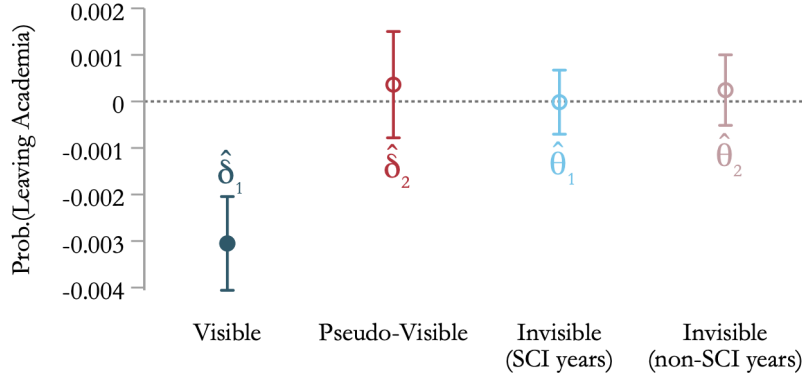 Prob.(Leaving Academia)
0.002
0.001
0
-0.001
-0.002
-0.003
-0.004
δ̂₁
δ̂₂
θ̂₁
θ̂₂
Visible
Pseudo-Visible
Invisible
(SCI years)
Invisible
(non-SCI years)